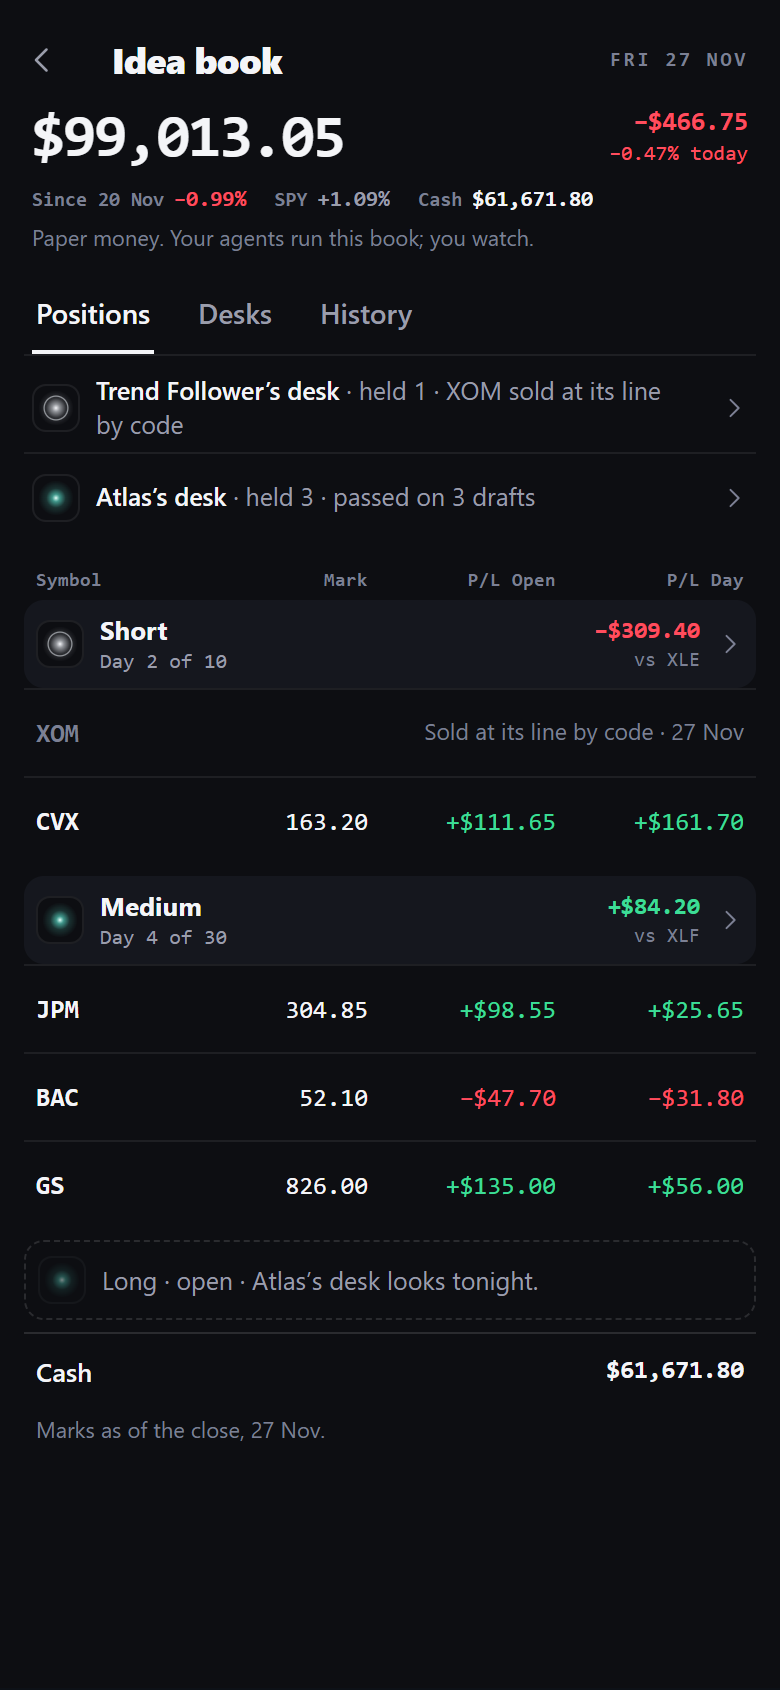 Idea book
FRI 27 NOV
$99,013.05
−$466.75
−0.47% today
Since 20 Nov −0.99% SPY +1.09% Cash $61,671.80
Paper money. Your agents run this book; you watch.
Positions Desks History
Trend Follower’s desk · held 1 · XOM sold at its line
by code
Atlas’s desk · held 3 · passed on 3 drafts
Symbol Mark P/L Open P/L Day
Short −$309.40
Day 2 of 10 vs XLE
XOM Sold at its line by code · 27 Nov
CVX 163.20 +$111.65 +$161.70
Medium +$84.20
Day 4 of 30 vs XLF
JPM 304.85 +$98.55 +$25.65
BAC 52.10 −$47.70 −$31.80
GS 826.00 +$135.00 +$56.00
Long · open · Atlas’s desk looks tonight.
Cash $61,671.80
Marks as of the close, 27 Nov.